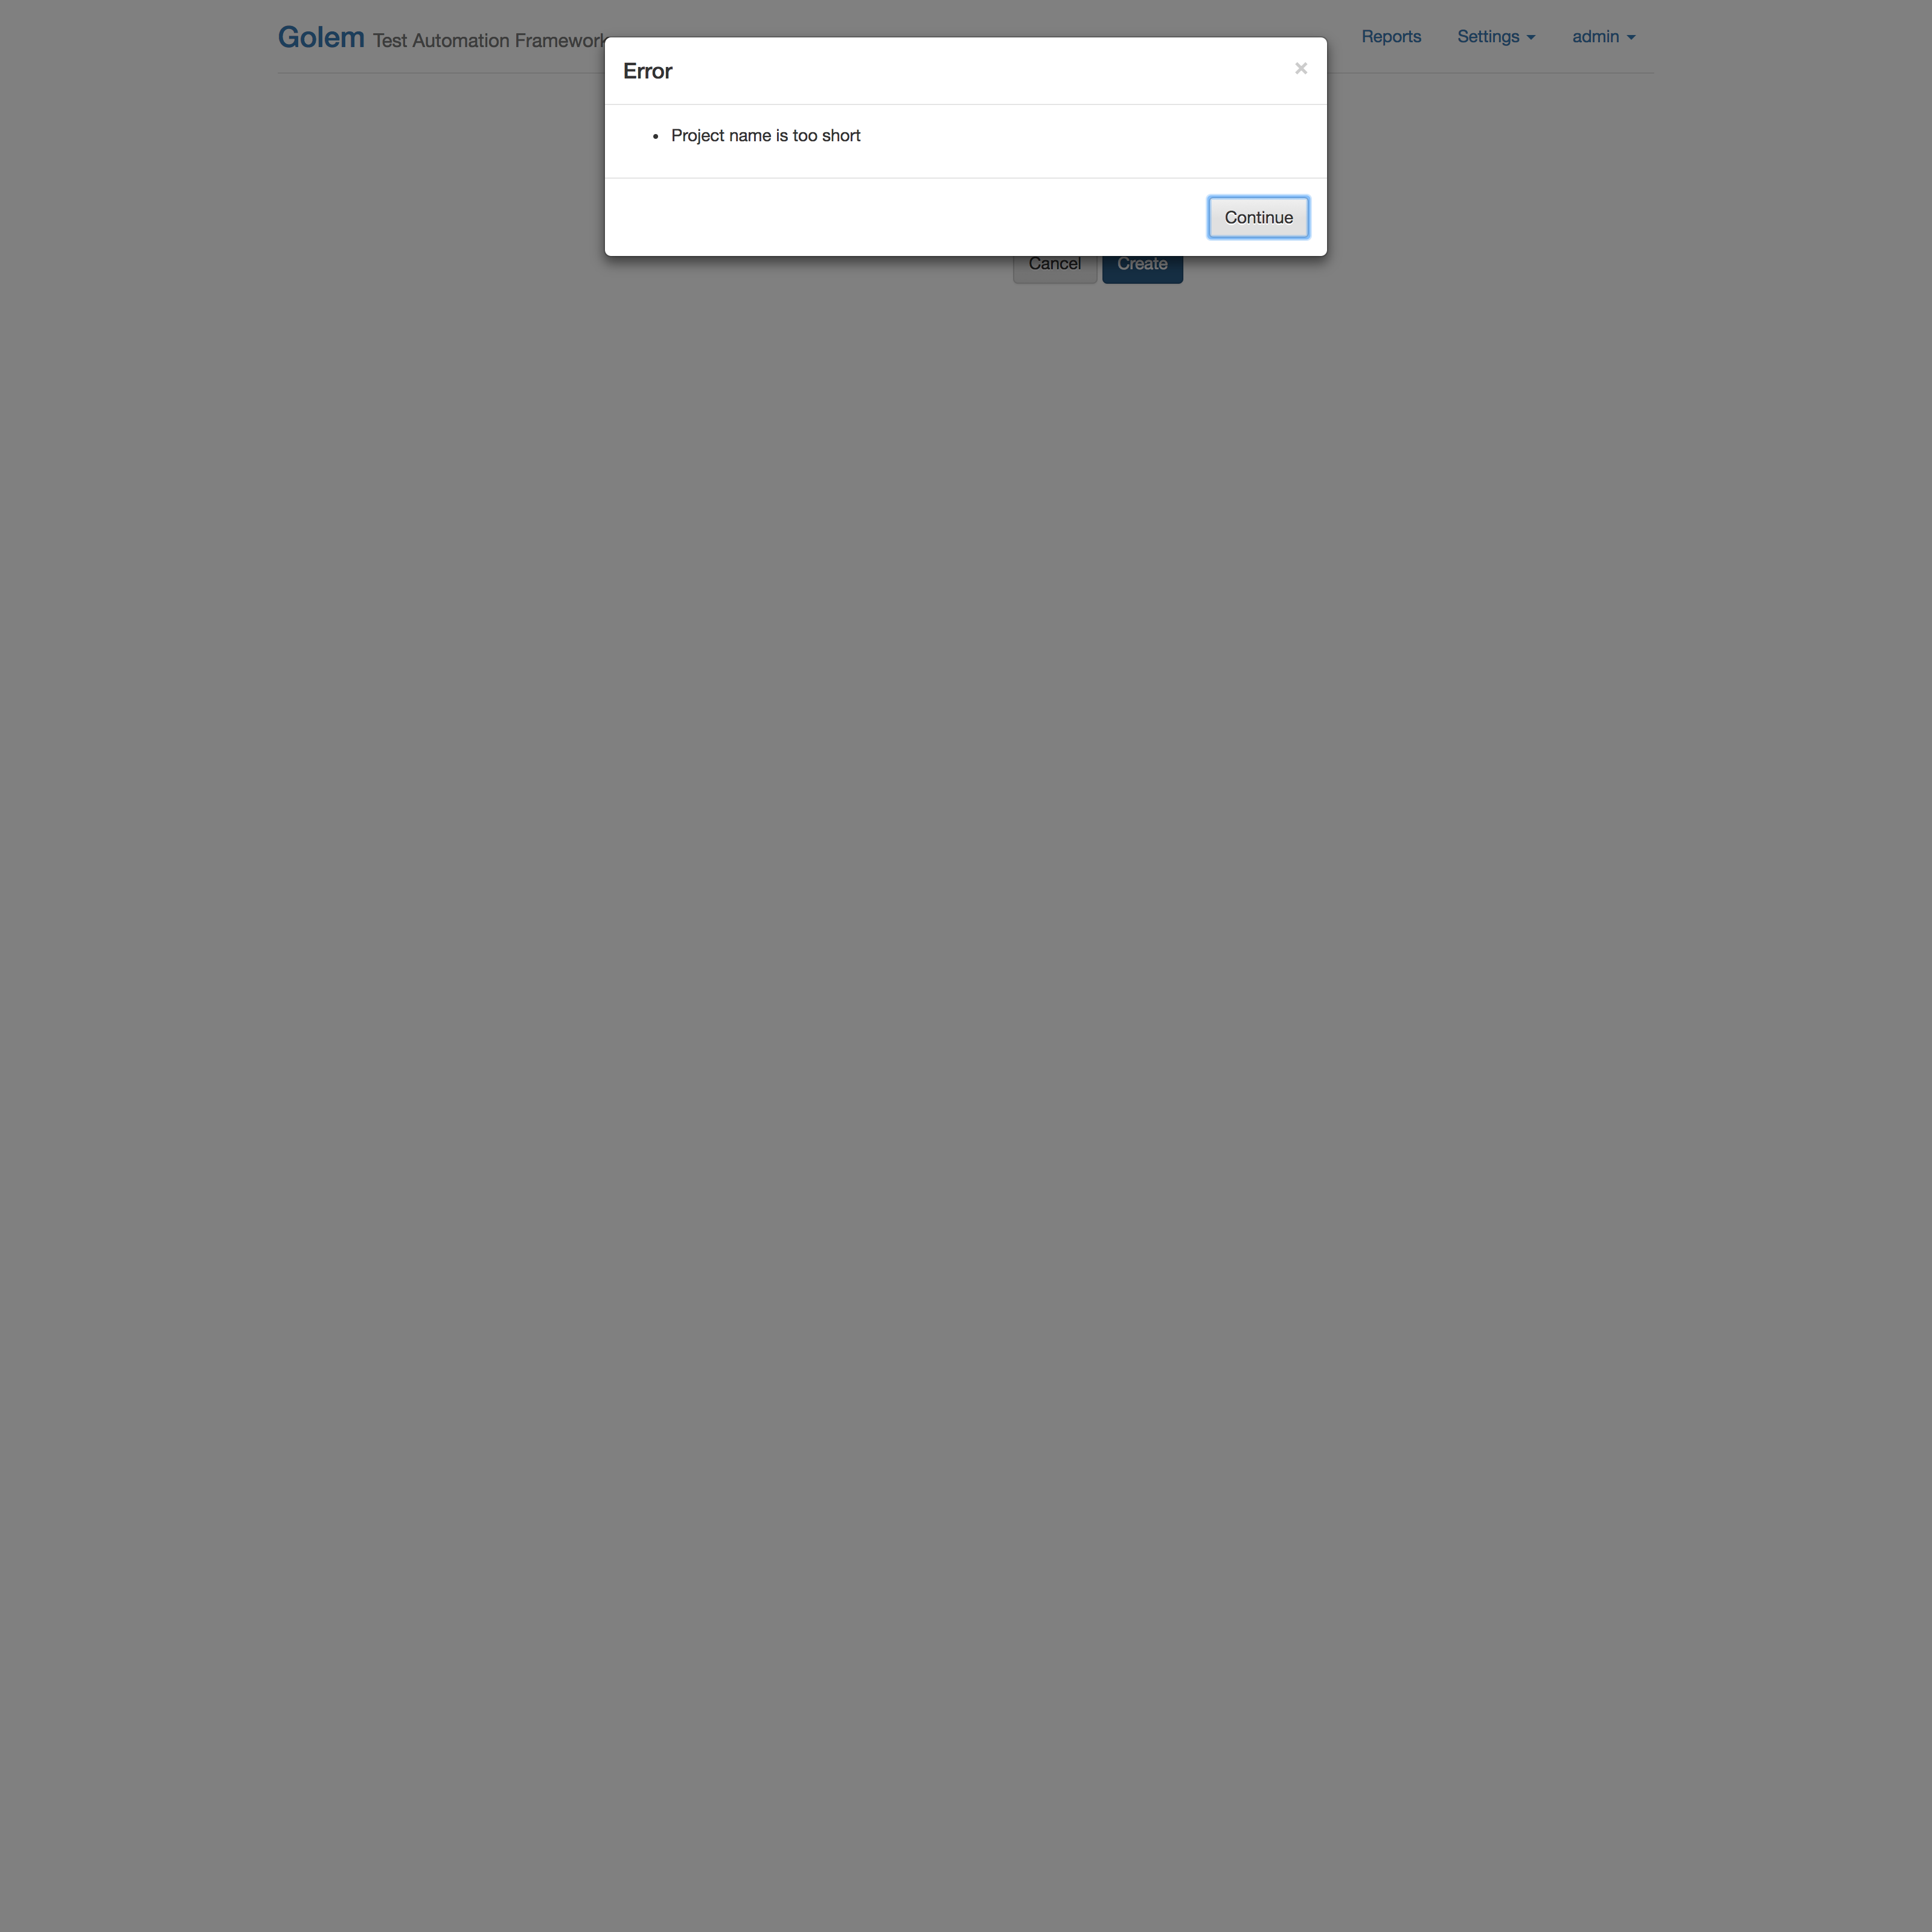 Golem Test Automation Framework
Reports Settings admin
Error
×
Project name is too short
Continue
Cancel Create